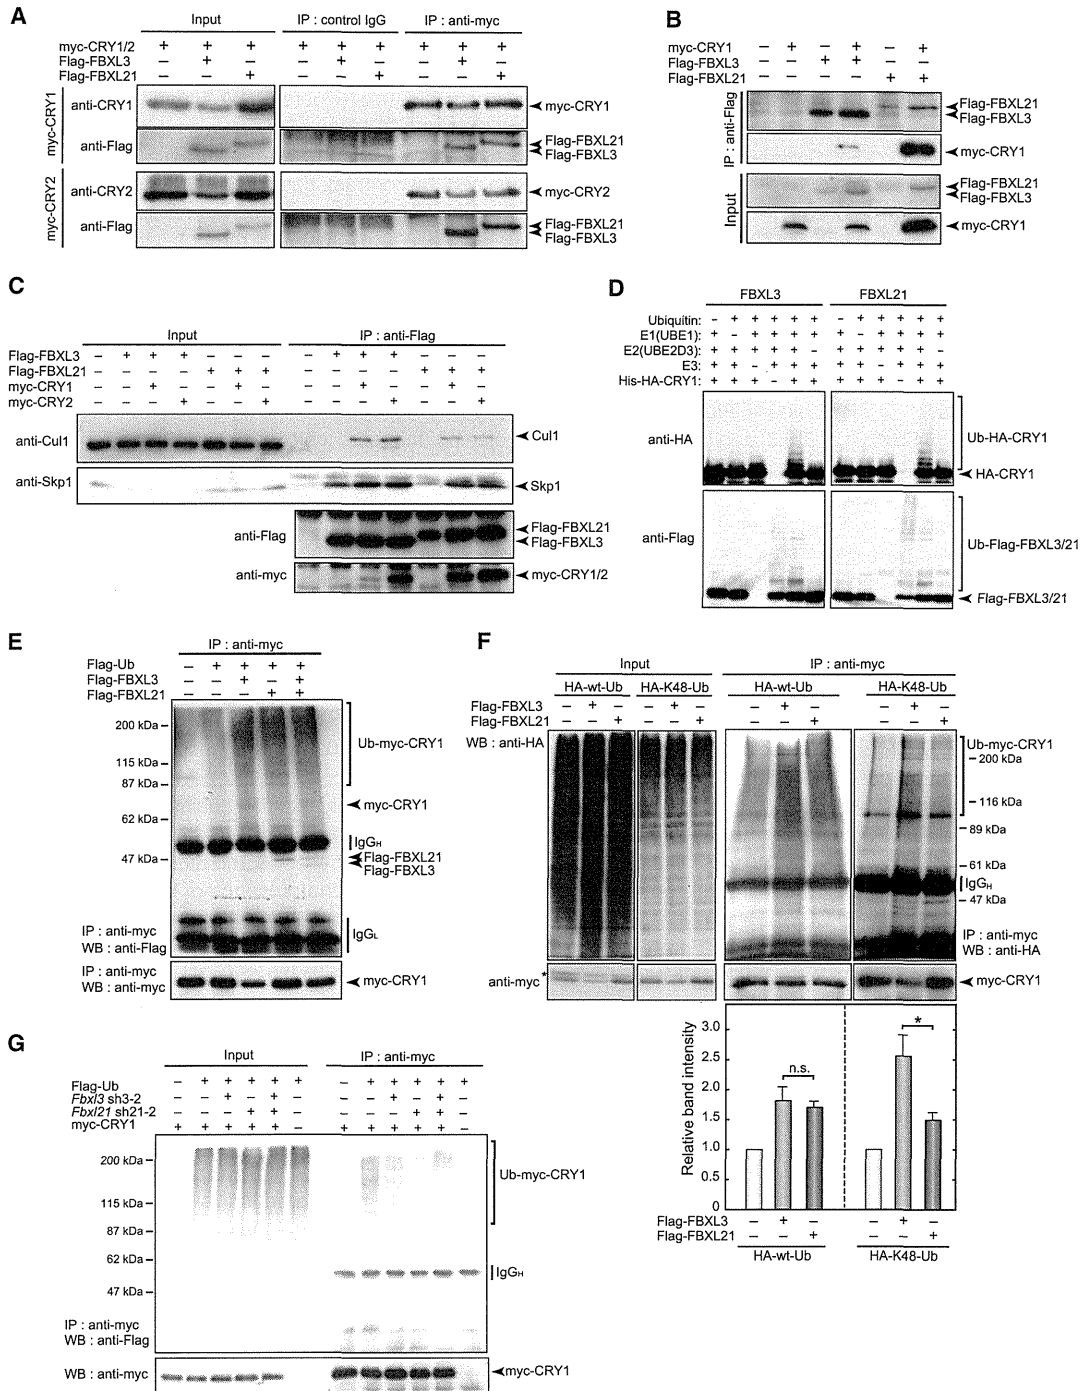 A
Input
IP : control IgG
IP : anti-myc
myc-CRY1/2 + + + + + + + + +
Flag-FBXL3 − + − − + − − + −
Flag-FBXL21 − − + − − + − − +
myc-CRY1
anti-CRY1
myc-CRY1
anti-Flag
Flag-FBXL21
Flag-FBXL3
myc-CRY2
anti-CRY2
myc-CRY2
anti-Flag
Flag-FBXL21
Flag-FBXL3
B
myc-CRY1 − + − + − +
Flag-FBXL3 − − + + − −
Flag-FBXL21 − − − − + +
IP : anti-Flag
Flag-FBXL21
Flag-FBXL3
myc-CRY1
Input
Flag-FBXL21
Flag-FBXL3
myc-CRY1
C
Input
IP : anti-Flag
Flag-FBXL3 − + + + − − − − + + + − − −
Flag-FBXL21 − − − − + + + − − − − + + +
myc-CRY1 − − + − − + − − − + − − + −
myc-CRY2 − − − + − − + − − − + − − +
anti-Cul1
Cul1
anti-Skp1
Skp1
anti-Flag
Flag-FBXL21
Flag-FBXL3
anti-myc
myc-CRY1/2
D
FBXL3
FBXL21
Ubiquitin: − + + + + + − + + + + +
E1(UBE1): + − + + + + + − + + + +
E2(UBE2D3): + + + + + − + + + + + −
E3: + + − + + + + + − + + +
His-HA-CRY1: + + + − + + + + + − + +
anti-HA
Ub-HA-CRY1
HA-CRY1
anti-Flag
Ub-Flag-FBXL3/21
Flag-FBXL3/21
E
IP : anti-myc
Flag-Ub − + + + +
Flag-FBXL3 − − + − +
Flag-FBXL21 − − − + +
200 kDa
115 kDa
87 kDa
62 kDa
47 kDa
Ub-myc-CRY1
myc-CRY1
IgGH
Flag-FBXL21
Flag-FBXL3
IgGL
IP : anti-myc
WB : anti-Flag
IP : anti-myc
WB : anti-myc
myc-CRY1
F
Input
IP : anti-myc
HA-wt-Ub
HA-K48-Ub
HA-wt-Ub
HA-K48-Ub
Flag-FBXL3 − + − − + − − + − − + −
Flag-FBXL21 − − + − − + − − + − − +
WB : anti-HA
Ub-myc-CRY1
200 kDa
116 kDa
89 kDa
61 kDa
IgGH
47 kDa
IP : anti-myc
WB : anti-HA
anti-myc*
myc-CRY1
Relative band intensity
3.0
2.0
1.5
1.0
0.5
0
n.s.
*
Flag-FBXL3 − + − − + −
Flag-FBXL21 − − + − − +
HA-wt-Ub
HA-K48-Ub
G
Input
IP : anti-myc
Flag-Ub − + + + + + − + + + + +
Fbxl3 sh3-2 − − + − + − − − + − + −
Fbxl21 sh21-2 − − − + + − − − − + + −
myc-CRY1 + + + + + − + + + + + −
200 kDa
115 kDa
87 kDa
62 kDa
47 kDa
Ub-myc-CRY1
IgGH
IP : anti-myc
WB : anti-Flag
WB : anti-myc
myc-CRY1